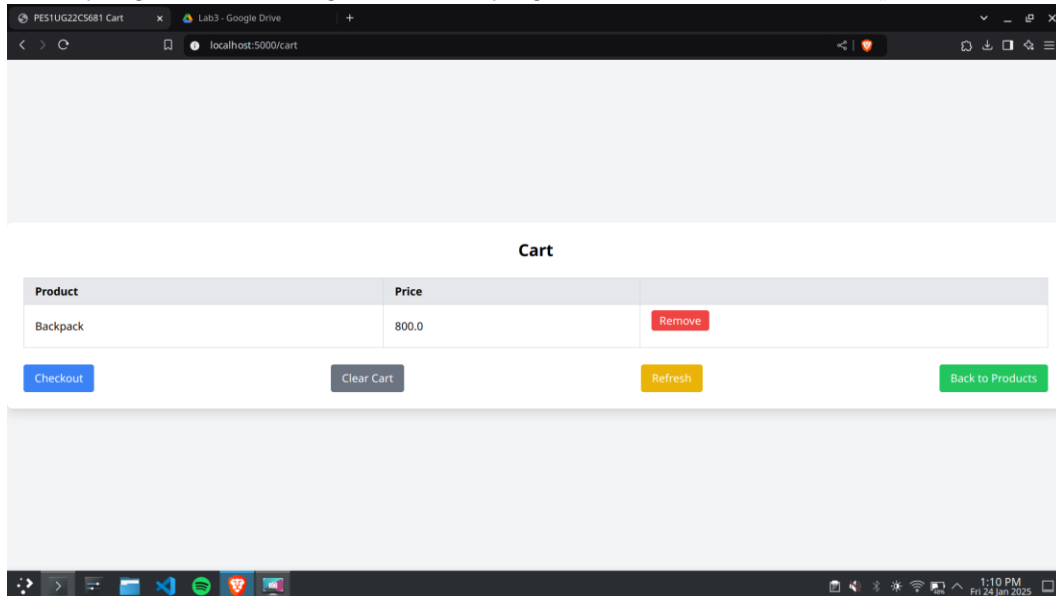 PES1UG22CS681 Cart
Lab3 - Google Drive
localhost:5000/cart
Cart
Product Price
Backpack 800.0 Remove
Checkout Clear Cart Refresh Back to Products
1:10 PM
Fri 24 Jan 2025